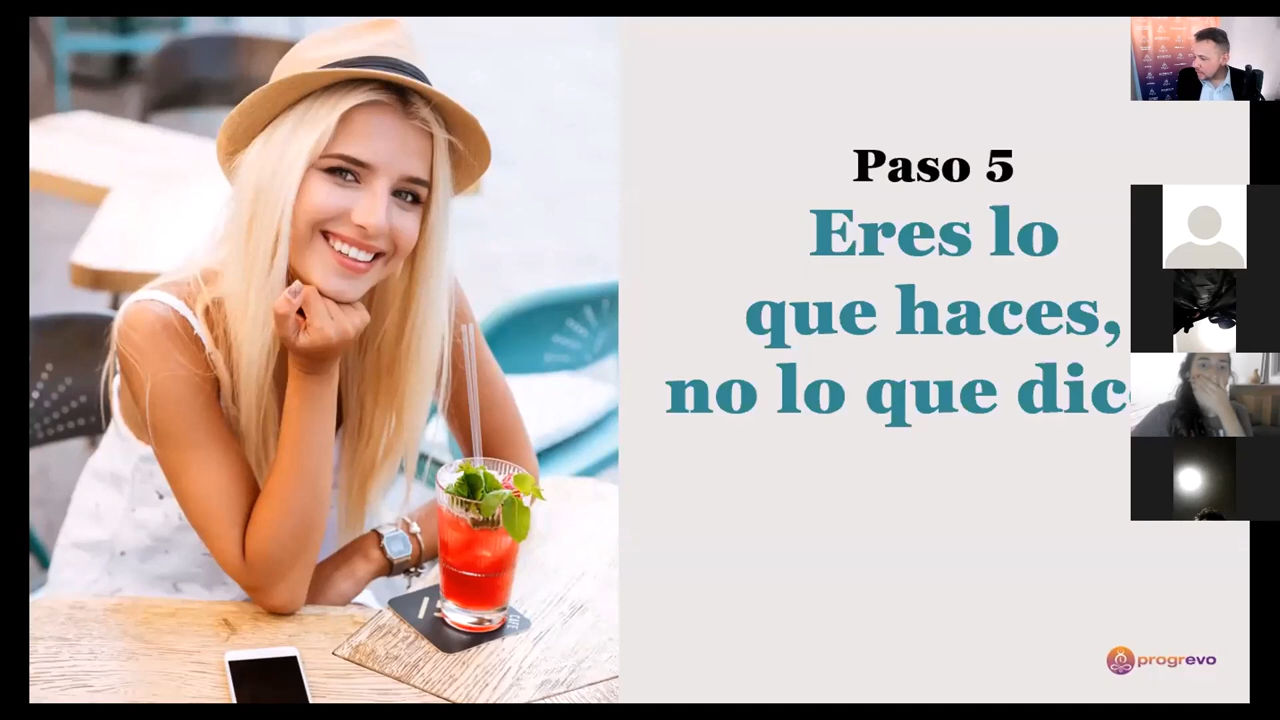 Paso 5
Eres lo
que haces,
no lo que dic
progrevo